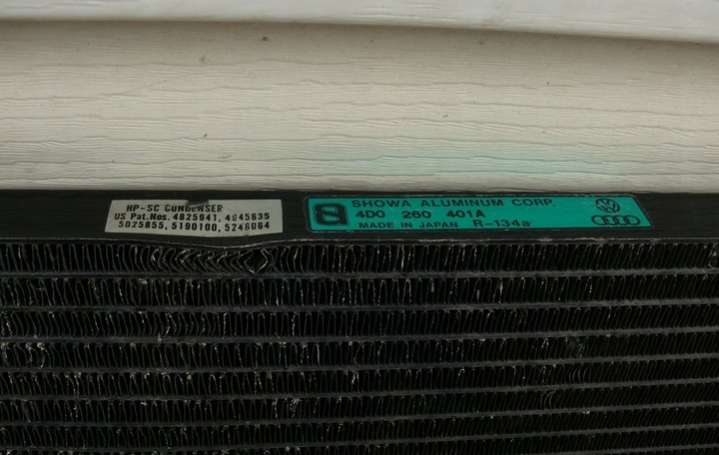 HP-SC CONDENSER
US Pat.Nos. 4825941, 4945635
5025855, 5190100, 5246064
SHOWA ALUMINUM CORP.
4D0 260 401A
MADE IN JAPAN R-134a